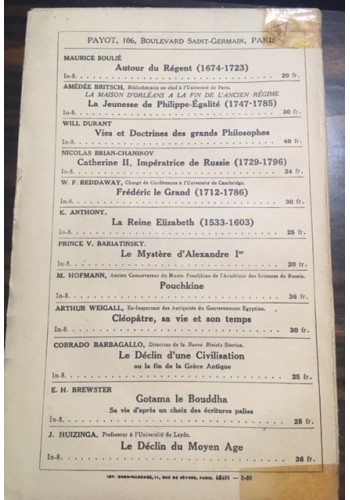 PAYOT, 106, Boulevard Saint-Germain, PARIS
MAURICE SOULIÉ
Autour du Régent (1674-1723)
In-8. 20 fr.
AMÉDÉE BRITSCH, Bibliothécaire en chef à l'Université de Paris.
LA MAISON D'ORLÉANS A LA FIN DE L'ANCIEN RÉGIME
La Jeunesse de Philippe-Égalité (1747-1785)
In-8. 30 fr.
WILL DURANT
Vies et Doctrines des grands Philosophes
In-8. 40 fr.
NICOLAS BRIAN-CHANINOV
Catherine II, Impératrice de Russie (1729-1796)
In-8. 24 fr.
W. F. REDDAWAY, Chargé de Conférences à l'Université de Cambridge.
Frédéric le Grand (1712-1786)
In-8. 30 fr.
K. ANTHONY.
La Reine Elizabeth (1533-1603)
In-8. 25 fr.
PRINCE V. BARIATINSKY.
Le Mystère d'Alexandre Ier
In-8. 20 fr.
M. HOFMANN, Ancien Conservateur du Musée Pouchkine de l'Académie des Sciences de Russie.
Pouchkine
In-8. 36 fr.
ARTHUR WEIGALL, Ex-Inspecteur des Antiquités du Gouvernement Egyptien.
Cléopâtre, sa vie et son temps
In-8. 30 fr.
CORRADO BARBAGALLO, Directeur de la Nuova Rivista Storica.
Le Déclin d'une Civilisation
ou la fin de la Grèce Antique
In-8. 25 fr.
E. H. BREWSTER
Gotama le Bouddha
Sa vie d'après un choix des écritures palies
In-8. 25 fr.
J. HUIZINGA, Professeur à l'Université de Leyde.
Le Déclin du Moyen Age
In-8. 36 fr.
RUE DE SÈVRES, PARIS.